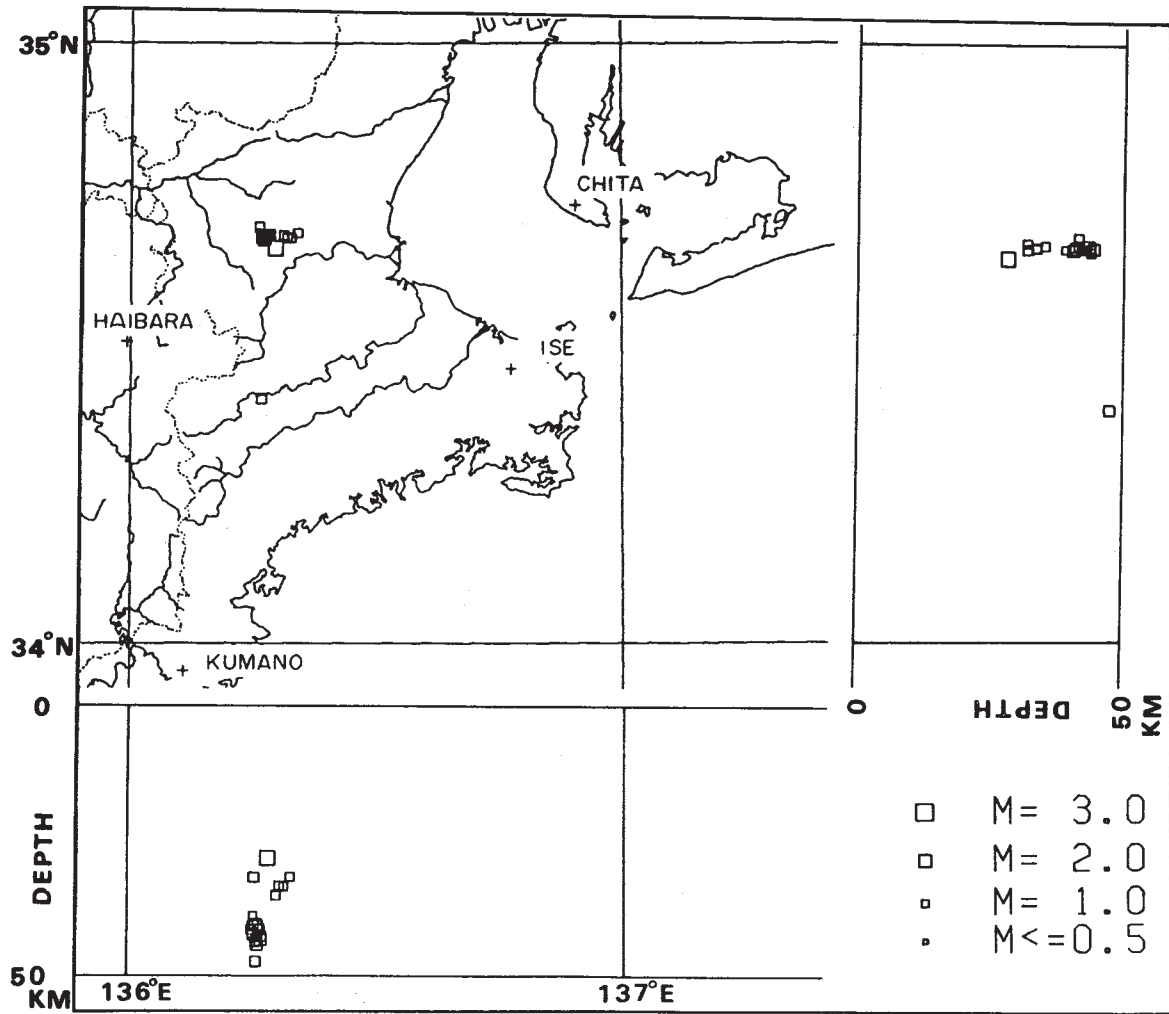 35°N
CHITA
HAIBARA
ISE
34°N
KUMANO
0
DEPTH
50
KM
136°E
137°E
0
DEPTH
50
KM
M= 3.0
M= 2.0
M= 1.0
M<=0.5